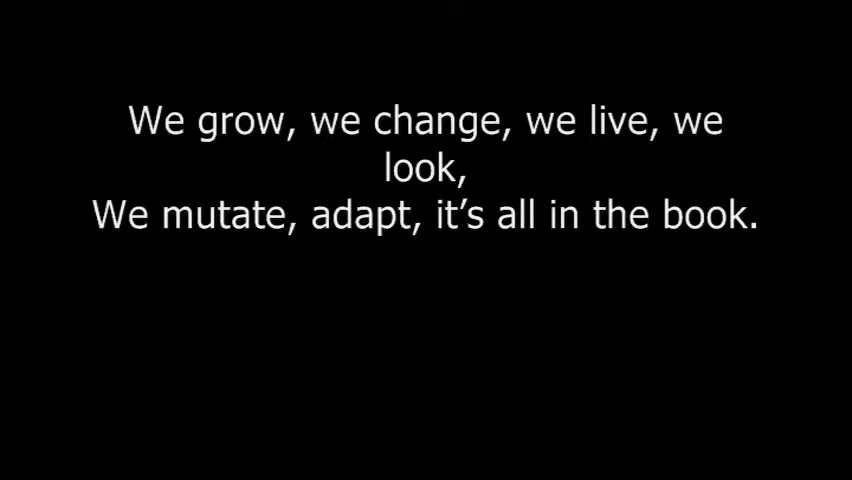 We grow, we change, we live, we
look,
We mutate, adapt, it’s all in the book.